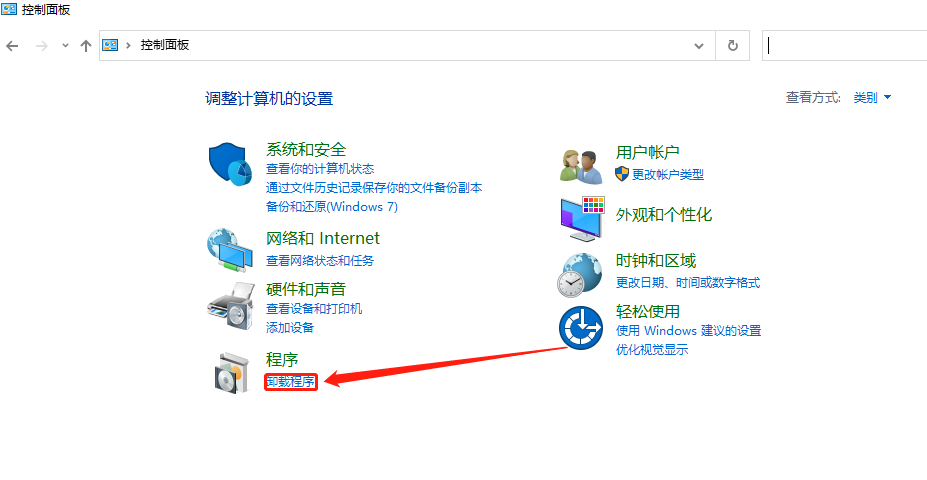 控制面板
控制面板
调整计算机的设置
查看方式: 类别
系统和安全
查看你的计算机状态
通过文件历史记录保存你的文件备份副本
备份和还原(Windows 7)
网络和 Internet
查看网络状态和任务
硬件和声音
查看设备和打印机
添加设备
程序
卸载程序
用户帐户
更改帐户类型
外观和个性化
时钟和区域
更改日期、时间或数字格式
轻松使用
使用 Windows 建议的设置
优化视觉显示